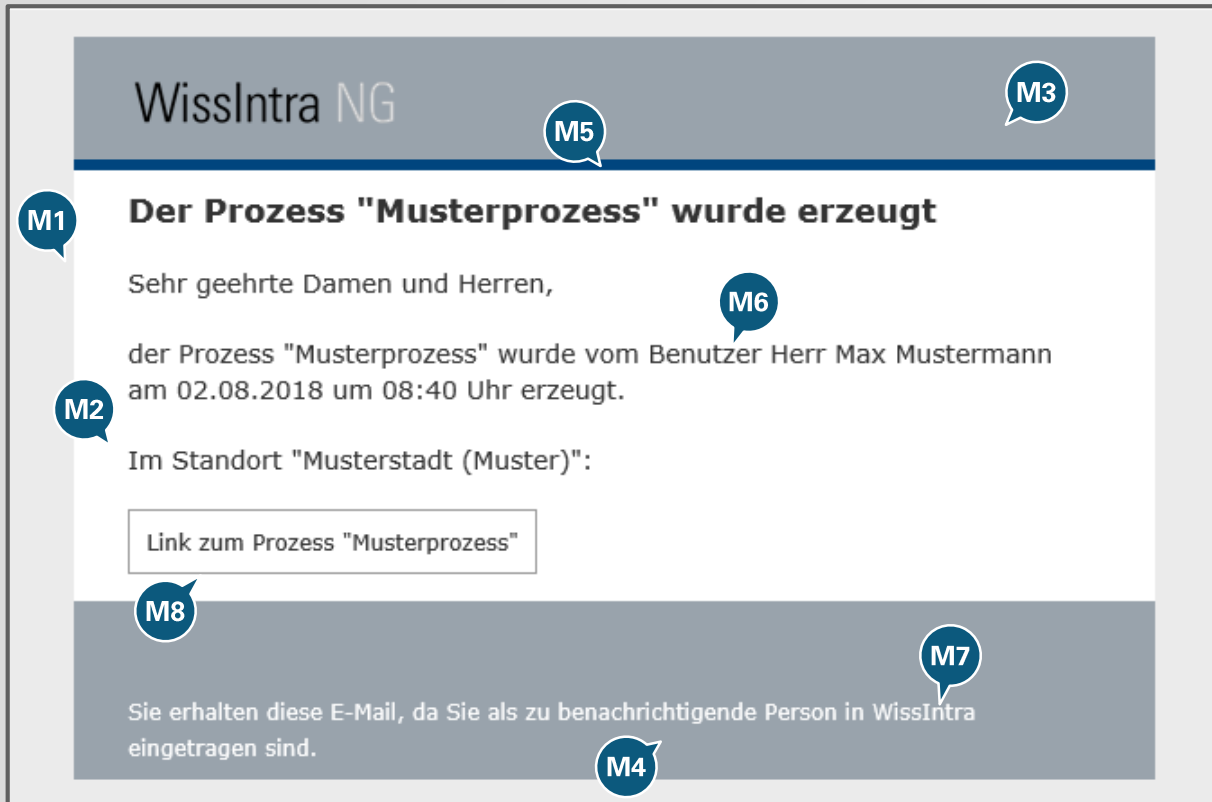 WissIntra NG
M3
M5
M1
Der Prozess "Musterprozess" wurde erzeugt
Sehr geehrte Damen und Herren,
M6
der Prozess "Musterprozess" wurde vom Benutzer Herr Max Mustermann
am 02.08.2018 um 08:40 Uhr erzeugt.
M2
Im Standort "Musterstadt (Muster)":
Link zum Prozess "Musterprozess"
M8
M7
Sie erhalten diese E-Mail, da Sie als zu benachrichtigende Person in WissIntra
eingetragen sind.
M4